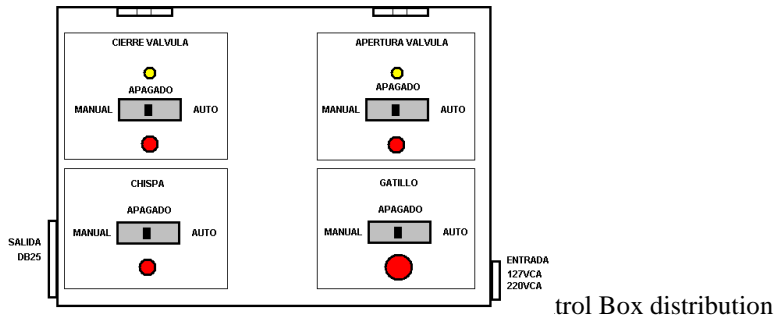 CIERRE VALVULA
APAGADO
MANUAL
AUTO
APERTURA VALVULA
APAGADO
MANUAL
AUTO
CHISPA
APAGADO
MANUAL
AUTO
GATILLO
APAGADO
MANUAL
AUTO
SALIDA
DB25
ENTRADA
127VCA
220VCA
trol Box distribution